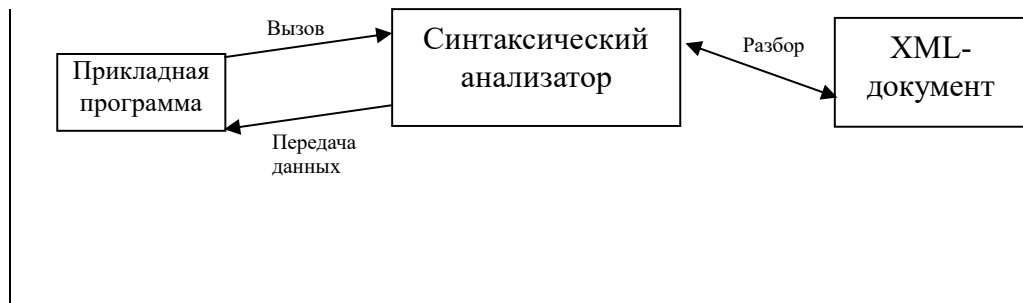 Вызов
Прикладная
программа
Передача
данных
Синтаксический
анализатор
Разбор
XML-
документ